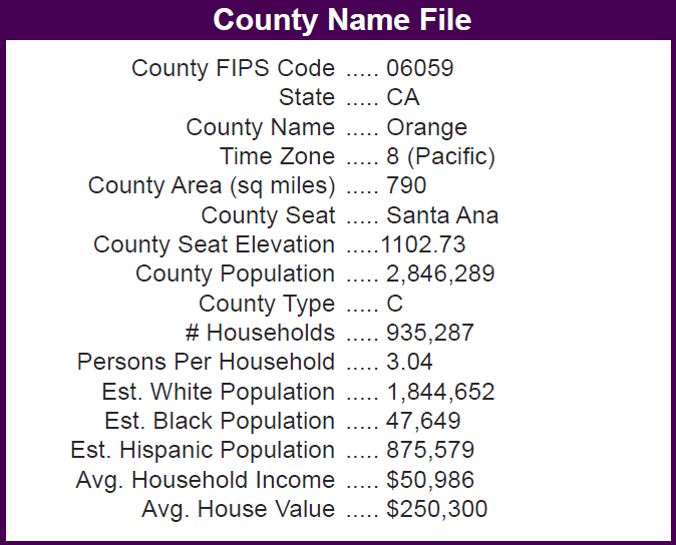 County Name File
County FIPS Code ..... 06059
State ..... CA
County Name ..... Orange
Time Zone ..... 8 (Pacific)
County Area (sq miles) ..... 790
County Seat ..... Santa Ana
County Seat Elevation .....1102.73
County Population ..... 2,846,289
County Type ..... C
# Households ..... 935,287
Persons Per Household ..... 3.04
Est. White Population ..... 1,844,652
Est. Black Population ..... 47,649
Est. Hispanic Population ..... 875,579
Avg. Household Income ..... $50,986
Avg. House Value ..... $250,300